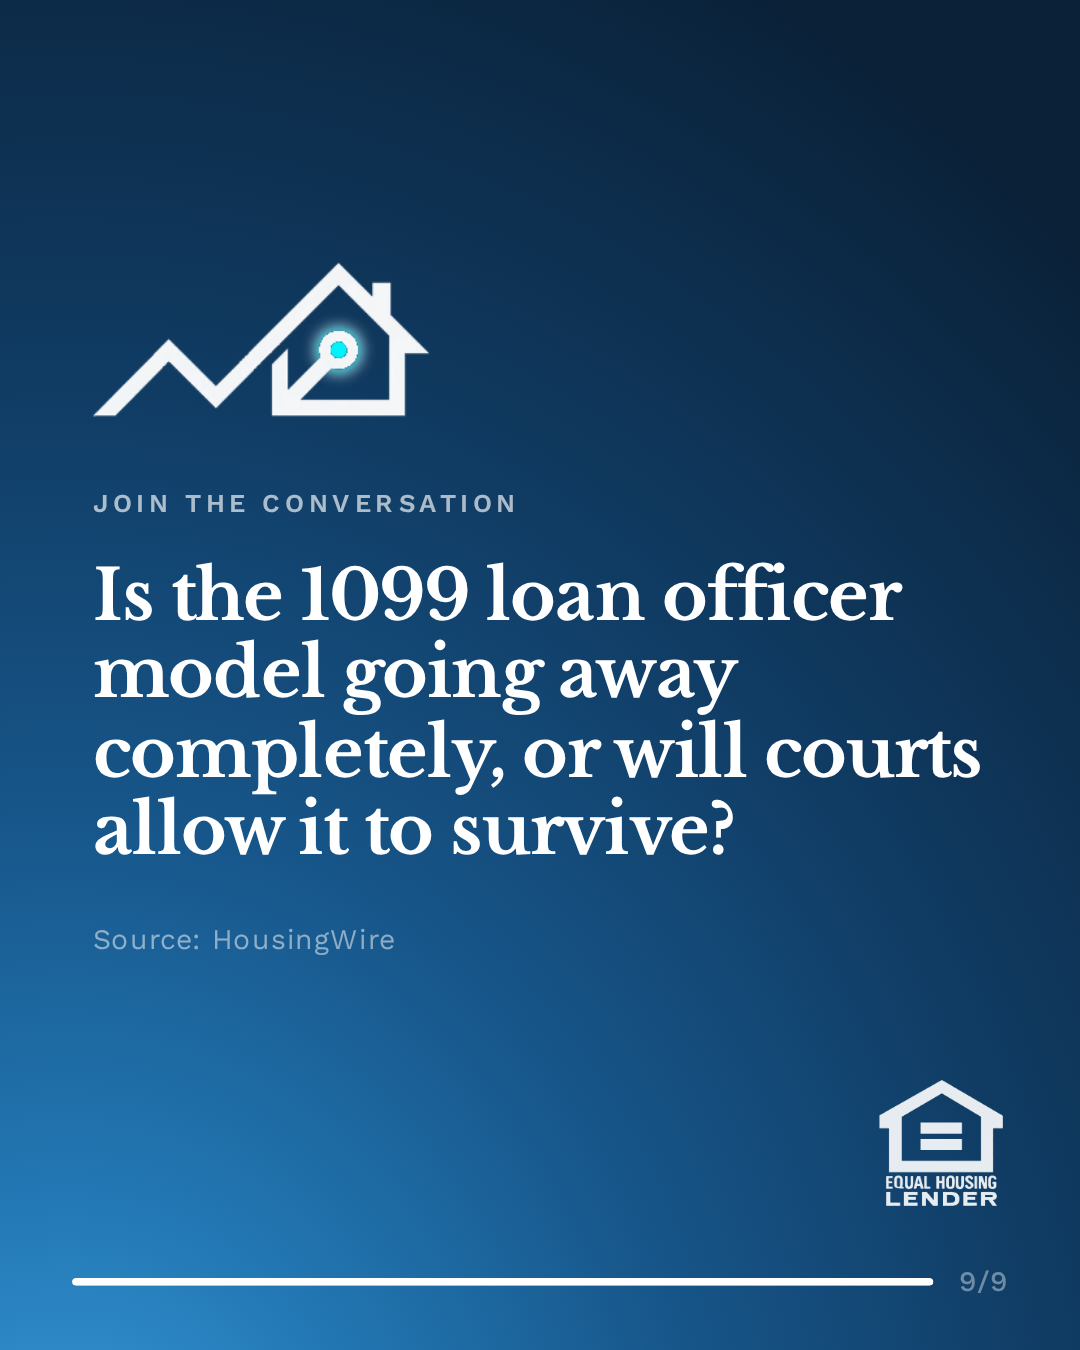 JOIN THE CONVERSATION
Is the 1099 loan officer
model going away
completely, or will courts
allow it to survive?
Source: HousingWire
EQUAL HOUSING
LENDER
9/9